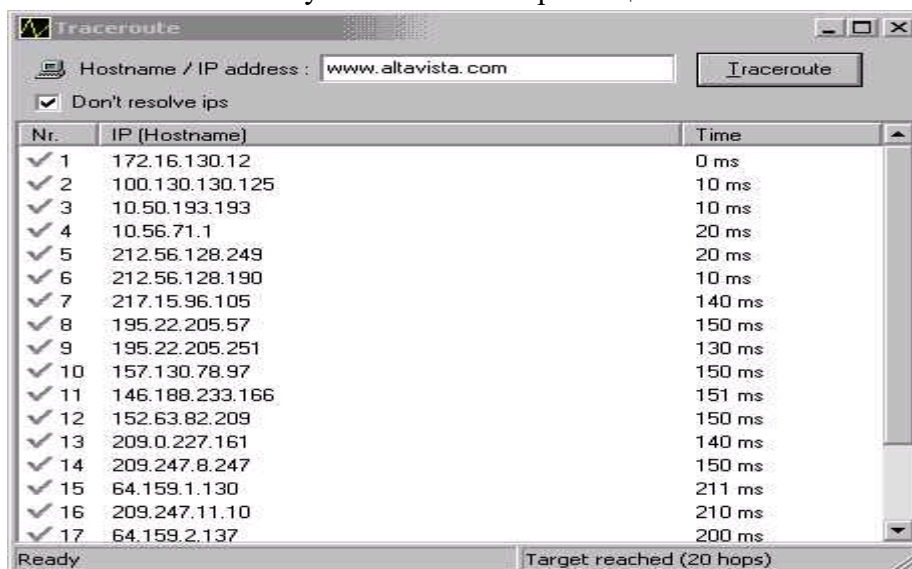 Traceroute
Hostname / IP address : www.altavista.com Traceroute
Don't resolve ips
Nr. IP (Hostname) Time
1 172.16.130.12 0 ms
2 100.130.130.125 10 ms
3 10.50.193.193 10 ms
4 10.56.71.1 20 ms
5 212.56.128.249 20 ms
6 212.56.128.190 10 ms
7 217.15.96.105 140 ms
8 195.22.205.57 150 ms
9 195.22.205.251 130 ms
10 157.130.78.97 150 ms
11 146.188.233.166 151 ms
12 152.63.82.209 150 ms
13 209.0.227.161 140 ms
14 209.247.8.247 150 ms
15 64.159.1.130 211 ms
16 209.247.11.10 210 ms
17 64.159.2.137 200 ms
Ready Target reached (20 hops)